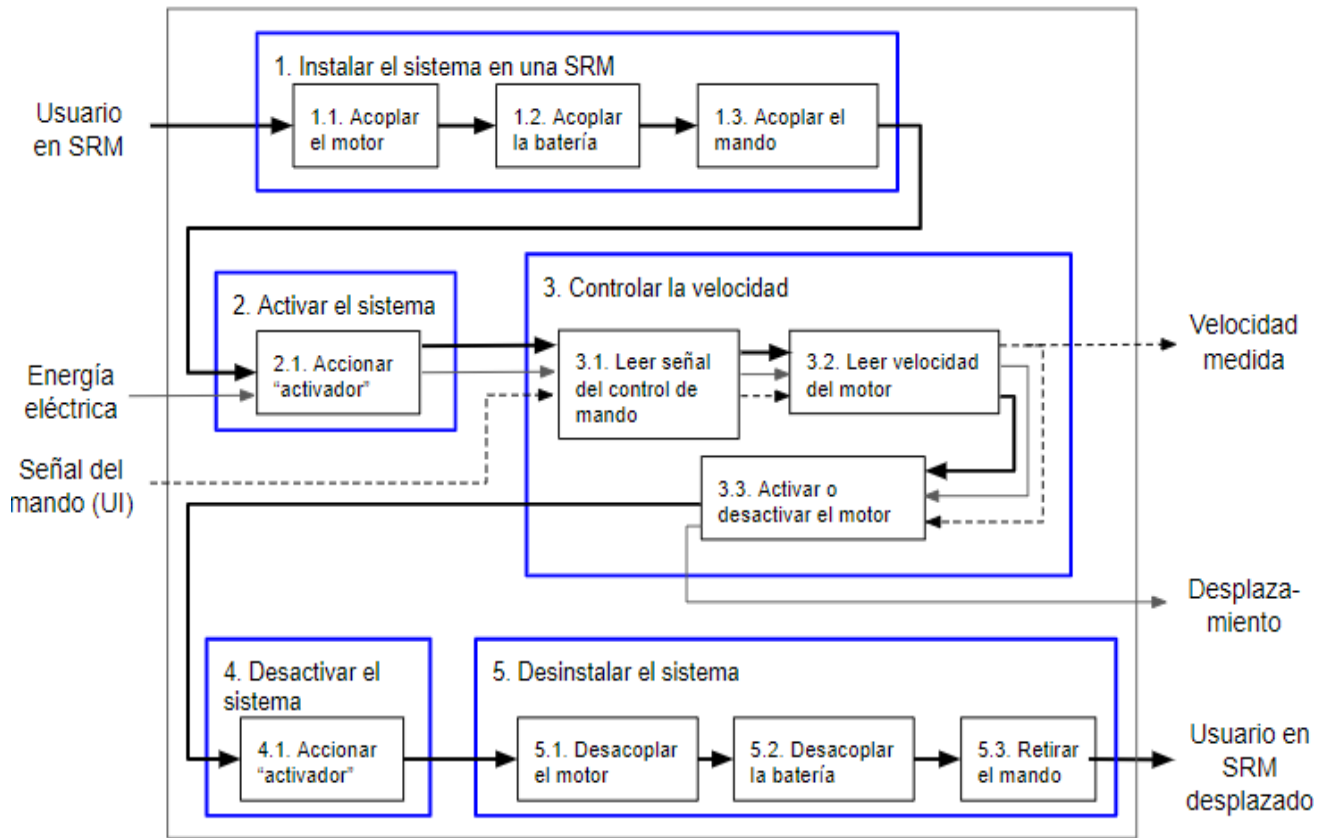 1. Instalar el sistema en una SRM
Usuario
en SRM
1.1. Acoplar
el motor
1.2. Acoplar
la batería
1.3. Acoplar el
mando
2. Activar el sistema
2.1. Accionar
“activador”
Energía
eléctrica
Señal del
mando (UI)
3. Controlar la velocidad
3.1. Leer señal
del control de
mando
3.2. Leer velocidad
del motor
3.3. Activar o
desactivar el motor
Velocidad
medida
Desplaza-
miento
4. Desactivar el
sistema
4.1. Accionar
“activador”
5. Desinstalar el sistema
5.1. Desacoplar
el motor
5.2. Desacoplar
la batería
5.3. Retirar
el mando
Usuario en
SRM
desplazado